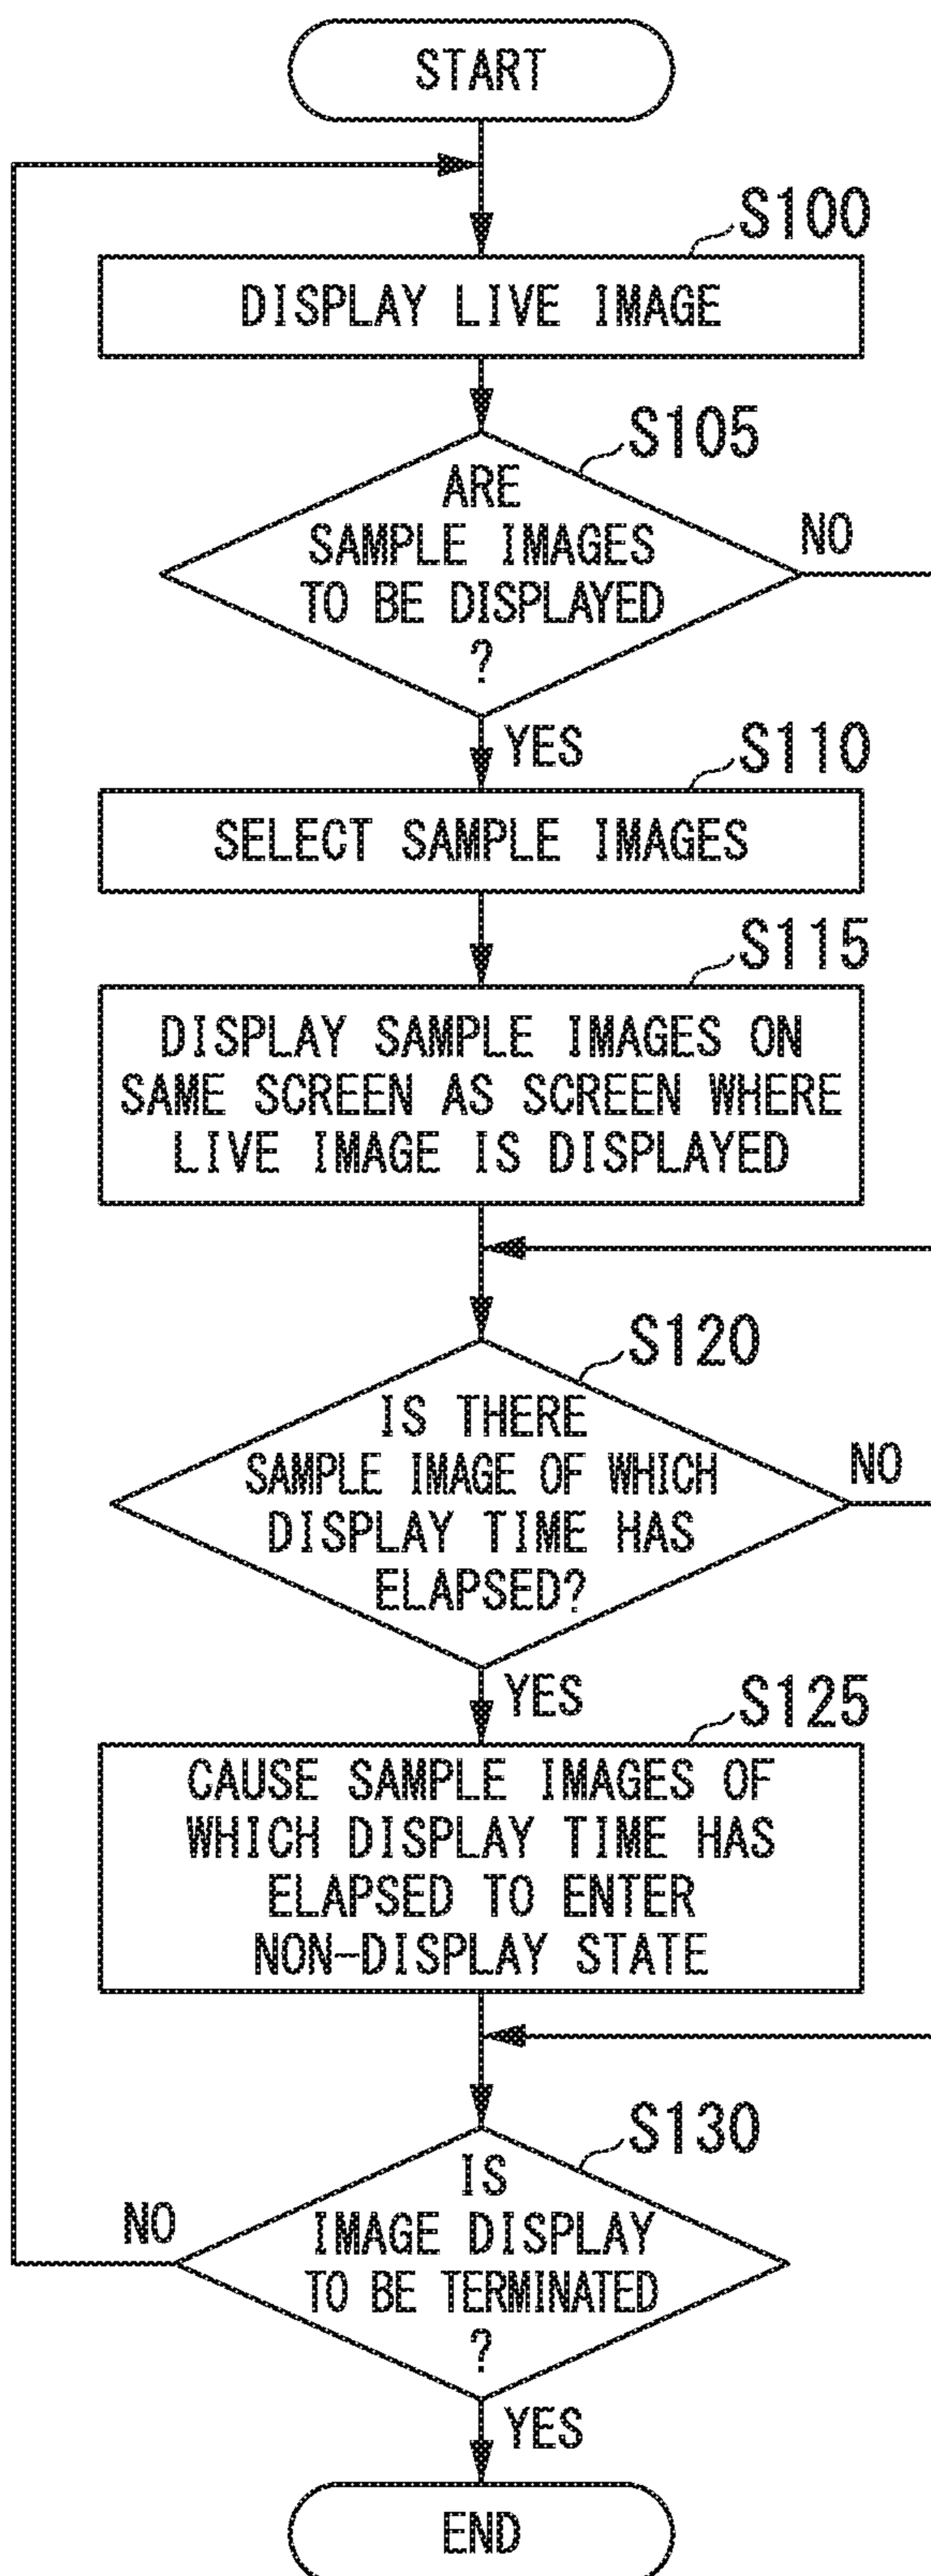 START
S100
DISPLAY LIVE IMAGE
S105
ARE
SAMPLE IMAGES
TO BE DISPLAYED
?
NO
YES
S110
SELECT SAMPLE IMAGES
S115
DISPLAY SAMPLE IMAGES ON
SAME SCREEN AS SCREEN WHERE
LIVE IMAGE IS DISPLAYED
S120
IS THERE
SAMPLE IMAGE OF WHICH
DISPLAY TIME HAS
ELAPSED?
NO
YES
S125
CAUSE SAMPLE IMAGES OF
WHICH DISPLAY TIME HAS
ELAPSED TO ENTER
NON-DISPLAY STATE
S130
IS
IMAGE DISPLAY
TO BE TERMINATED
?
NO
YES
END